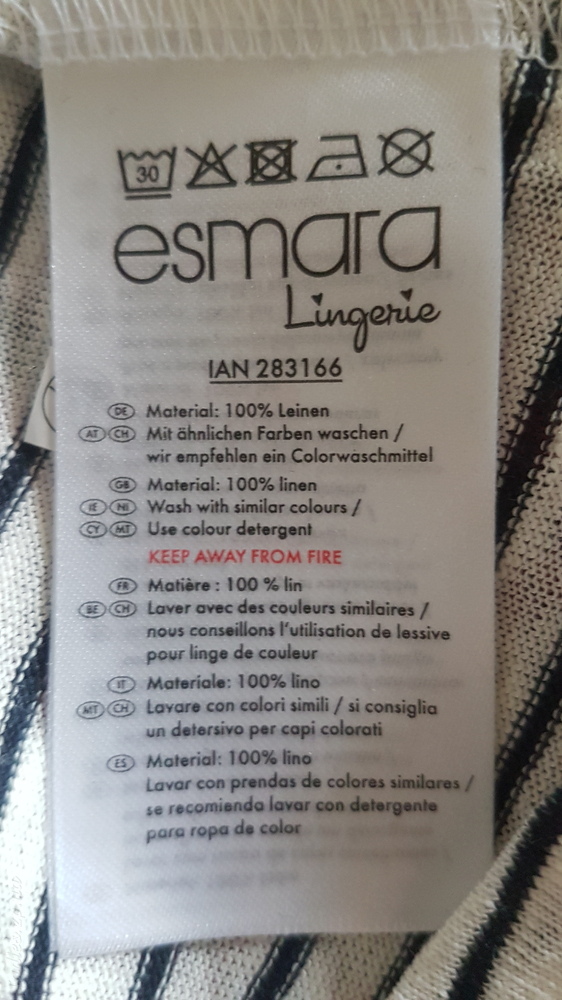 30
esmara
Lingerie
IAN 283166
DE Material: 100% Leinen
AT CH Mit ähnlichen Farben waschen /
wir empfehlen ein Colorwaschmittel
GB Material: 100% linen
IE NI Wash with similar colours /
CY MT Use colour detergent
KEEP AWAY FROM FIRE
FR Matière : 100 % lin
BE CH Laver avec des couleurs similaires /
nous conseillons l'utilisation de lessive
pour linge de couleur
IT Materiale: 100% lino
MT CH Lavare con colori simili / si consiglia
un detersivo per capi colorati
ES Material: 100% lino
Lavar con prendas de colores similares /
se recomienda lavar con detergente
para ropa de color